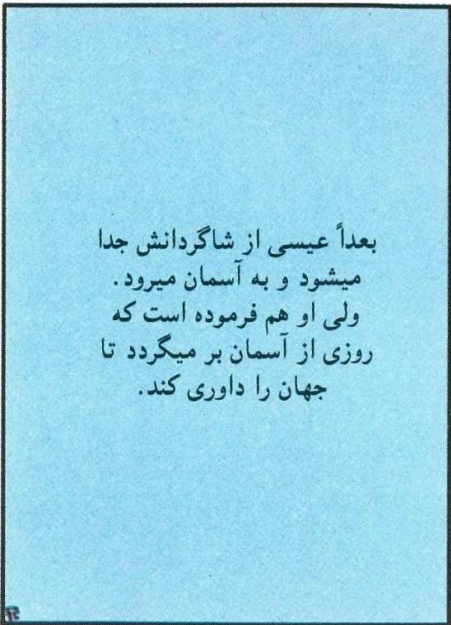 بعداً عیسی از شاگردانش جدا
میشود و به آسمان میرود.
ولی او هم فرموده است که
روزی از آسمان بر میگردد تا
جهان را داوری کند.